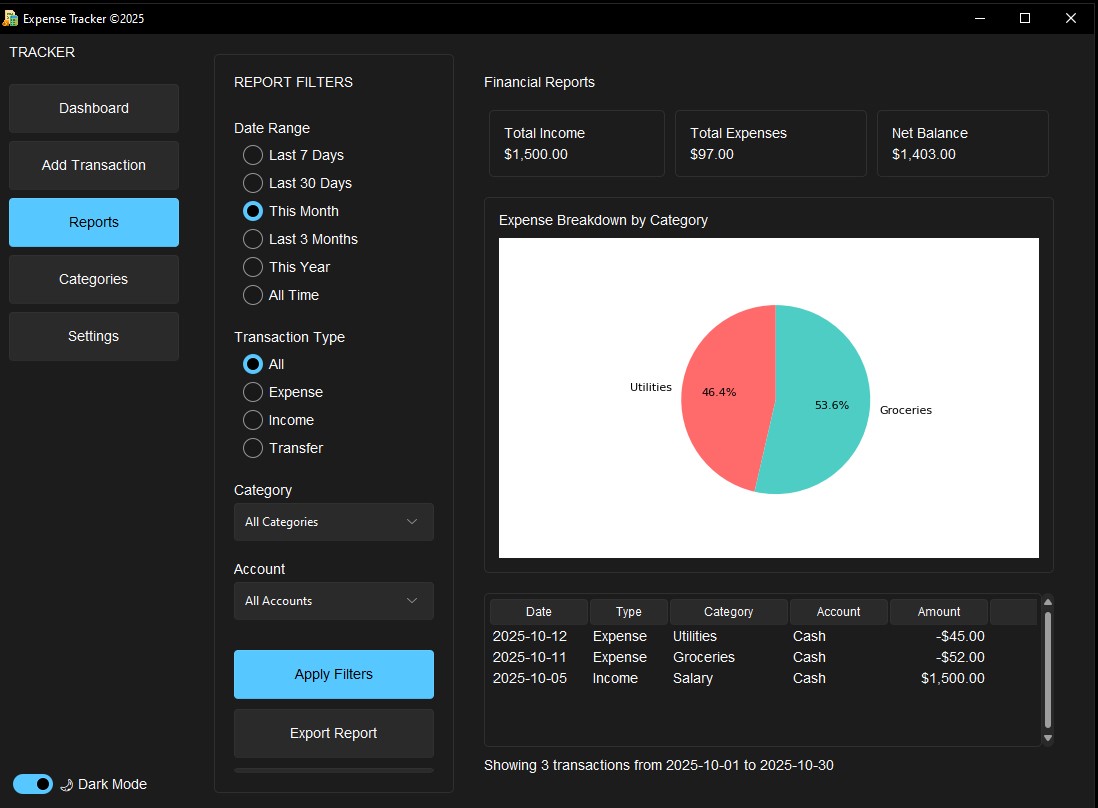 Expense Tracker ©2025
TRACKER
Dashboard
Add Transaction
Reports
Categories
Settings
Dark Mode
REPORT FILTERS
Date Range
Last 7 Days
Last 30 Days
This Month
Last 3 Months
This Year
All Time
Transaction Type
All
Expense
Income
Transfer
Category
All Categories
Account
All Accounts
Apply Filters
Export Report
Financial Reports
Total Income
$1,500.00
Total Expenses
$97.00
Net Balance
$1,403.00
Expense Breakdown by Category
Utilities
46.4%
53.6%
Groceries
Date Type Category Account Amount
2025-10-12 Expense Utilities Cash -$45.00
2025-10-11 Expense Groceries Cash -$52.00
2025-10-05 Income Salary Cash $1,500.00
Showing 3 transactions from 2025-10-01 to 2025-10-30